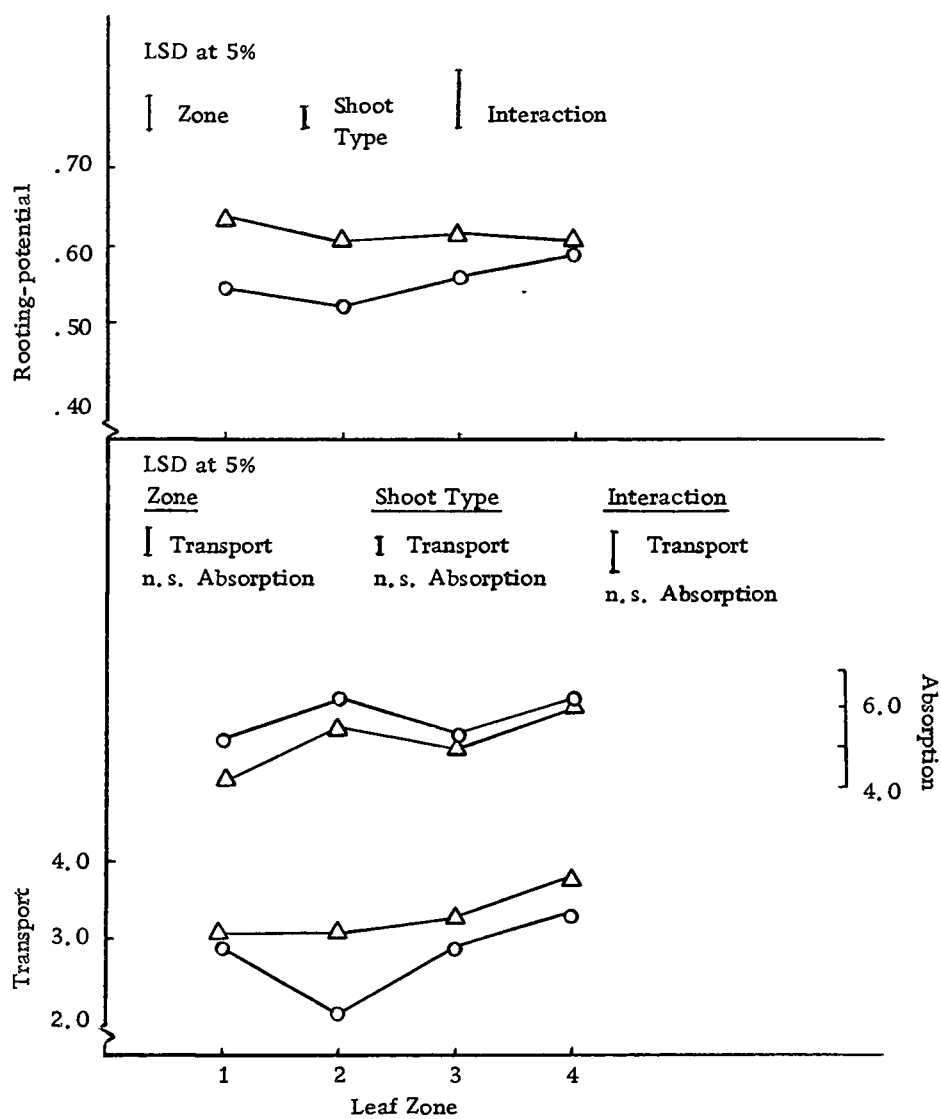 LSD at 5%
Zone
Shoot
Type
Interaction
.70
.60
.50
.40
Rooting-potential
LSD at 5%
Zone
Shoot Type
Interaction
Transport
Transport
Transport
n.s. Absorption
n.s. Absorption
n.s. Absorption
6.0
4.0
Absorption
4.0
3.0
2.0
Transport
1 2 3 4
Leaf Zone